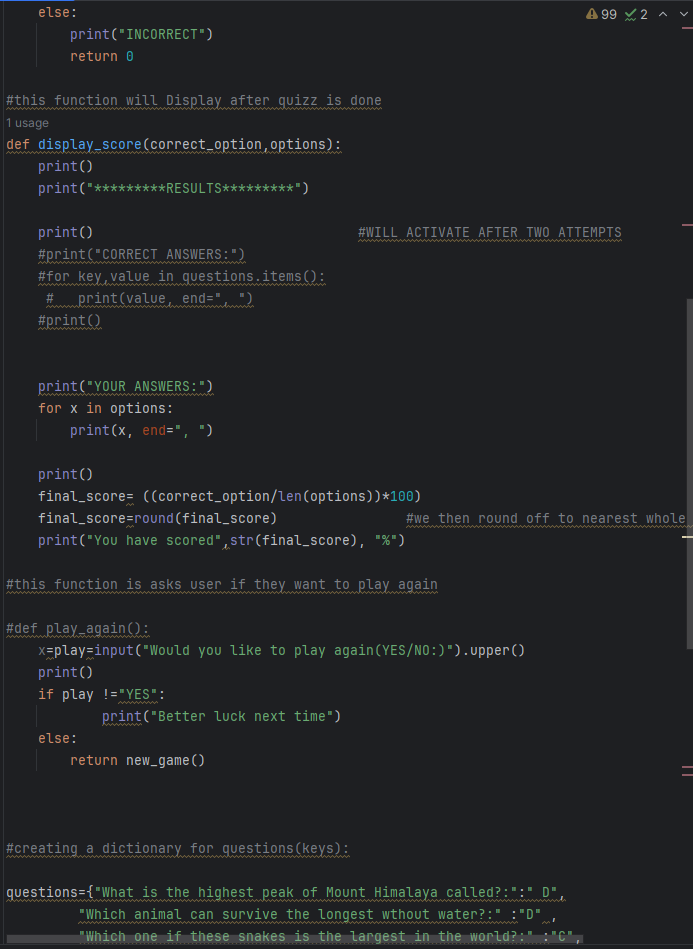 99 2
else:
print("INCORRECT")
return 0
#this function will Display after quizz is done
1 usage
def display_score(correct_option,options):
print()
print("*********RESULTS*********")
print() #WILL ACTIVATE AFTER TWO ATTEMPTS
#print("CORRECT ANSWERS:")
#for key,value in questions.items():
#   print(value, end=", ")
#print()
print("YOUR ANSWERS:")
for x in options:
print(x, end=", ")
print()
final_score= ((correct_option/len(options))*100)
final_score=round(final_score) #we then round off to nearest whole
print("You have scored",str(final_score), "%")
#this function is asks user if they want to play again
#def play_again():
x=play=input("Would you like to play again(YES/NO:)").upper()
print()
if play !="YES":
print("Better luck next time")
else:
return new_game()
#creating a dictionary for questions(keys):
questions={"What is the highest peak of Mount Himalaya called?:":" D",
"Which animal can survive the longest wthout water?:" :"D" ,
"Which one if these snakes is the largest in the world?:" :"C",